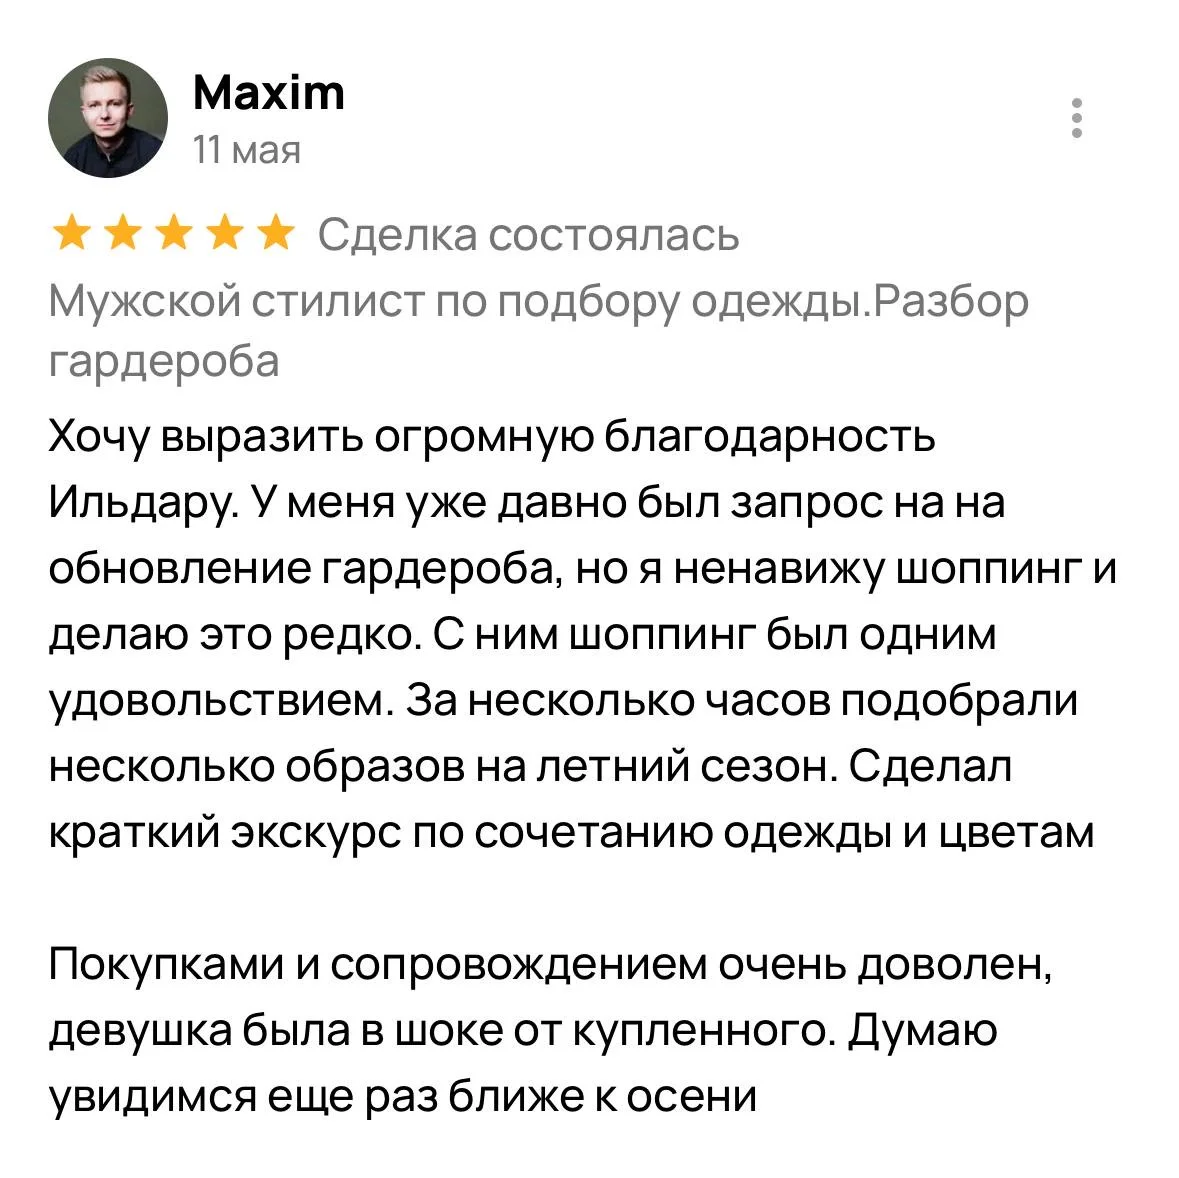 Maxim
11 мая
Сделка состоялась
Мужской стилист по подбору одежды.Разбор
гардероба
Хочу выразить огромную благодарность
Ильдару. У меня уже давно был запрос на на
обновление гардероба, но я ненавижу шоппинг и
делаю это редко. С ним шоппинг был одним
удовольствием. За несколько часов подобрали
несколько образов на летний сезон. Сделал
краткий экскурс по сочетанию одежды и цветам
Покупками и сопровождением очень доволен,
девушка была в шоке от купленного. Думаю
увидимся еще раз ближе к осени